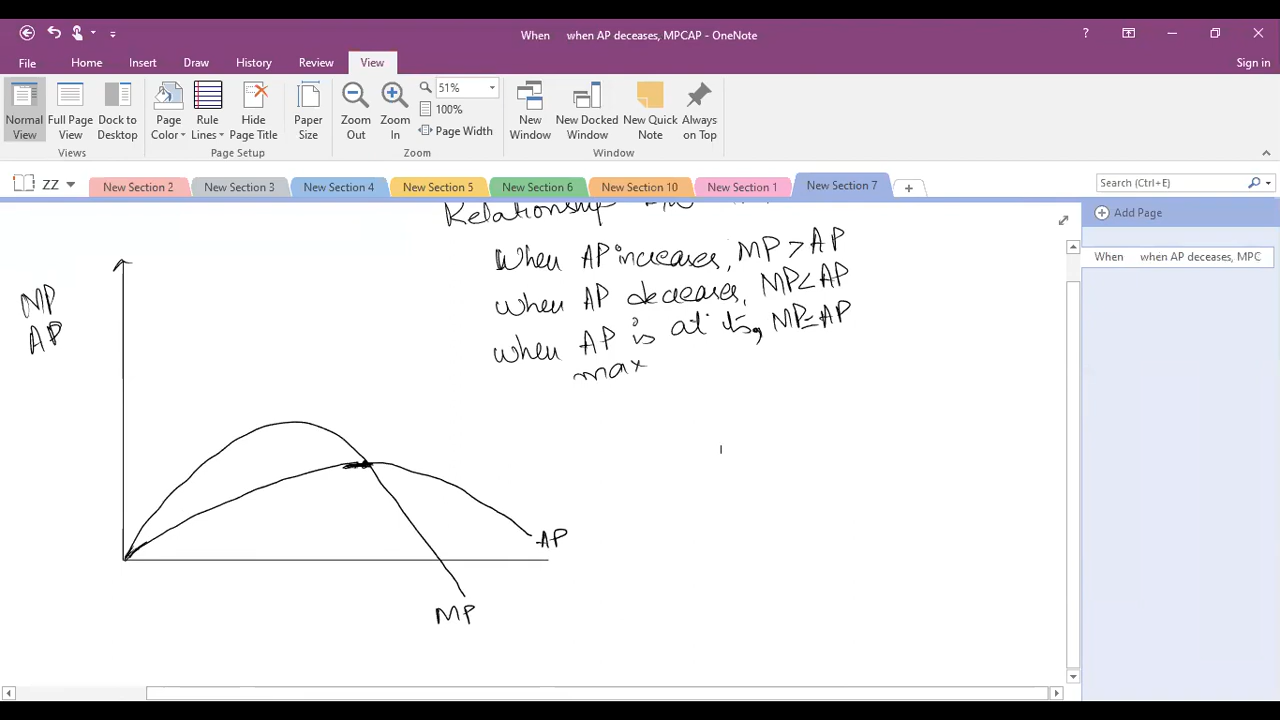 When when AP deceases, MPCAP - OneNote
? Sign in
File Home Insert Draw History Review View
Normal View
Full Page View
Dock to Desktop
Views
Page Color
Rule Lines
Hide Page Title
Paper Size
Page Setup
Zoom Out
Zoom In
51%
100%
Page Width
Zoom
New Window
New Docked Window
New Quick Note
Always on Top
Window
ZZ New Section 2 New Section 3 New Section 4 New Section 5 New Section 6 New Section 10 New Section 1 New Section 7 +
Search (Ctrl+E)
Add Page
When when AP deceases, MPC
Relationship
When AP increases, MP > AP
when AP deceases, MP < AP
when AP is at its, MP = AP
max
MP
AP
AP
MP